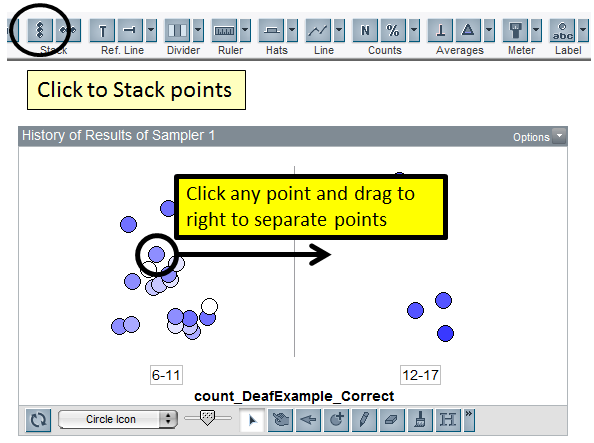 T N % abc
Stack Ref. Line Divider Ruler Hats Line Counts Averages Meter Label
Click to Stack points
History of Results of Sampler 1 Options
Click any point and drag to
right to separate points
6-11 12-17
count_DeafExample_Correct
Circle Icon »